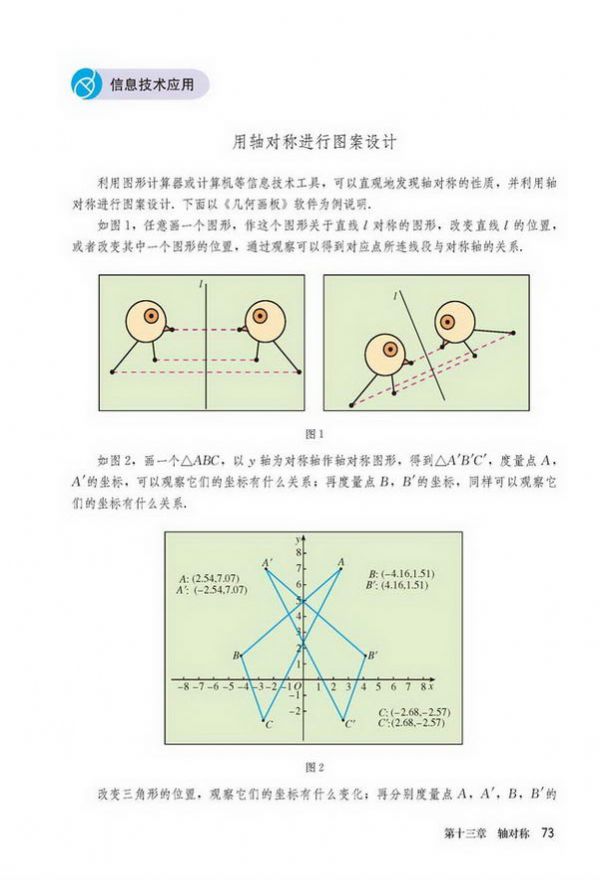 信息技术应用
用轴对称进行图案设计
利用图形计算器或计算机等信息技术工具，可以直观地发现轴对称的性质，并利用轴
对称进行图案设计. 下面以《几何画板》软件为例说明.
如图 1，任意画一个图形，作这个图形关于直线 l 对称的图形，改变直线 l 的位置，
或者改变其中一个图形的位置，通过观察可以得到对应点所连线段与对称轴的关系.
l
l
图 1
如图 2，画一个△ABC，以 y 轴为对称轴作轴对称图形，得到△A′B′C′，度量点 A，
A′的坐标，可以观察它们的坐标有什么关系；再度量点 B，B′的坐标，同样可以观察它
们的坐标有什么关系.
y
8
A′ 7 A
A: (2.54,7.07)
A′: (−2.54,7.07)
B: (−4.16,1.51)
B′: (4.16,1.51)
6
5
4
3
2
B B′
1
−8 −7 −6 −5 −4 −3 −2 −1 O 1 2 3 4 5 6 7 8 x
−1
−2
C C′
C: (−2.68,−2.57)
C′:(2.68,−2.57)
图 2
改变三角形的位置，观察它们的坐标有什么变化；再分别度量点 A，A′，B，B′的
第十三章 轴对称 73